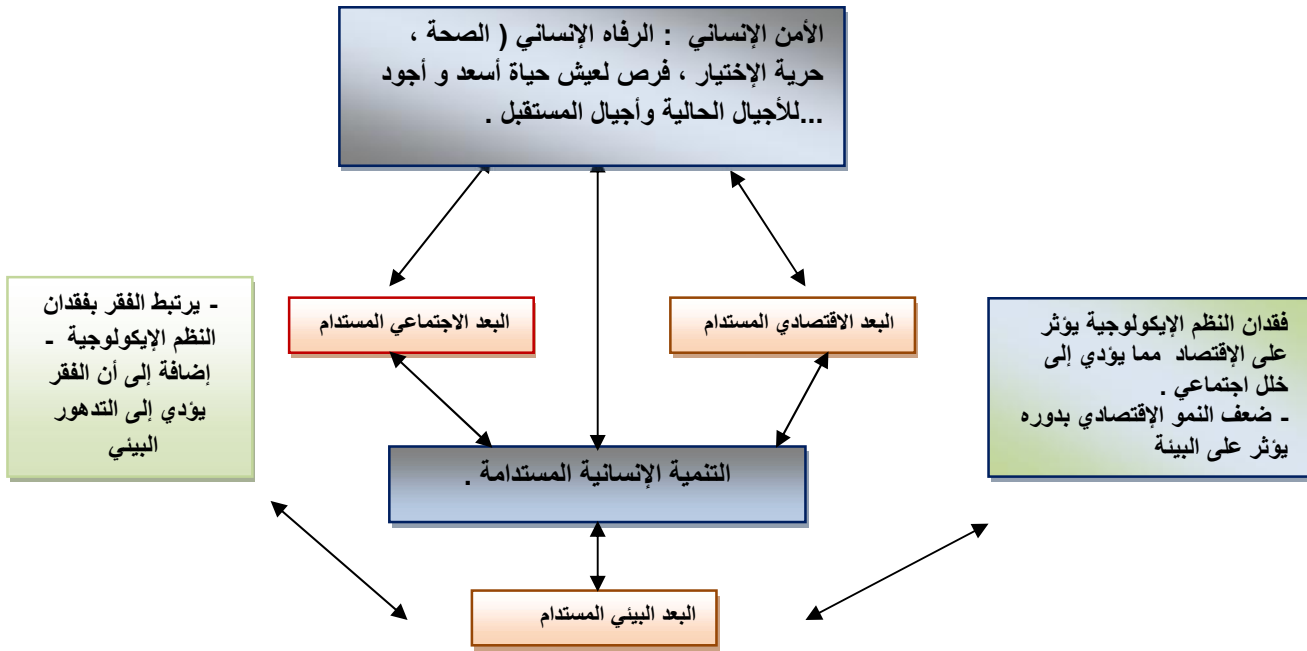 الأمن الإنساني : الرفاه الإنساني ( الصحة ،
حرية الإختيار ، فرص لعيش حياة أسعد و أجود
...للأجيال الحالية وأجيال المستقبل .
- يرتبط الفقر بفقدان
النظم الإيكولوجية -
إضافة إلى أن الفقر
يؤدي إلى التدهور
البيئي
البعد الاجتماعي المستدام
البعد الاقتصادي المستدام
فقدان النظم الإيكولوجية يؤثر
على الإقتصاد مما يؤدي إلى
خلل اجتماعي .
- ضعف النمو الإقتصادي بدوره
يؤثر على البيئة
التنمية الإنسانية المستدامة .
البعد البيئي المستدام